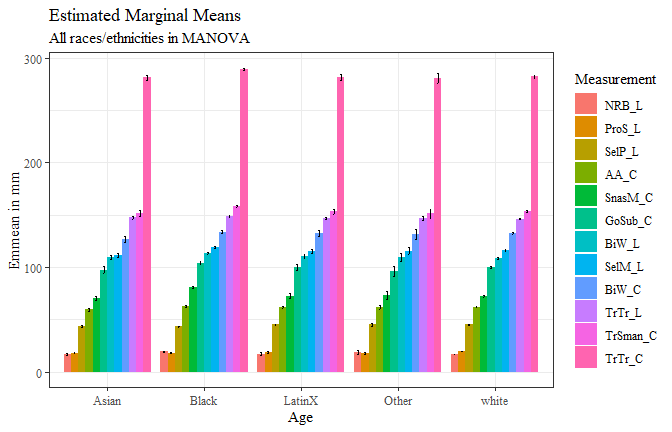 Estimated Marginal Means
All races/ethnicities in MANOVA
Emmean in mm
300
200
100
0
Asian
Black
LatinX
Other
white
Age
Measurement
NRB_L
ProS_L
SelP_L
AA_C
SnasM_C
GoSub_C
BiW_L
SelM_L
BiW_C
TrTr_L
TrSman_C
TrTr_C